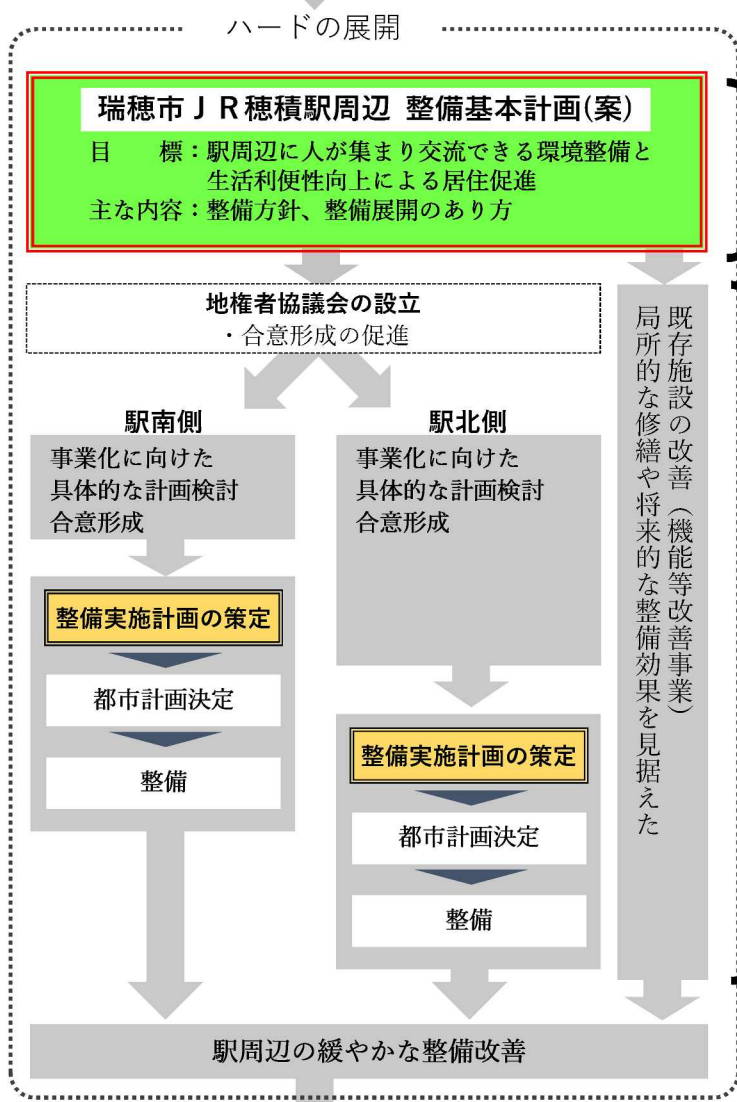 ハードの展開
瑞穂市ＪＲ穂積駅周辺 整備基本計画(案)
目　　標：駅周辺に人が集まり交流できる環境整備と
生活利便性向上による居住促進
主な内容：整備方針、整備展開のあり方
地権者協議会の設立
・合意形成の促進
駅南側
事業化に向けた
具体的な計画検討
合意形成
整備実施計画の策定
都市計画決定
整備
駅北側
事業化に向けた
具体的な計画検討
合意形成
整備実施計画の策定
都市計画決定
整備
既存施設の改善（機能等改善事業）
局所的な修繕や将来的な整備効果を見据えた
駅周辺の緩やかな整備改善